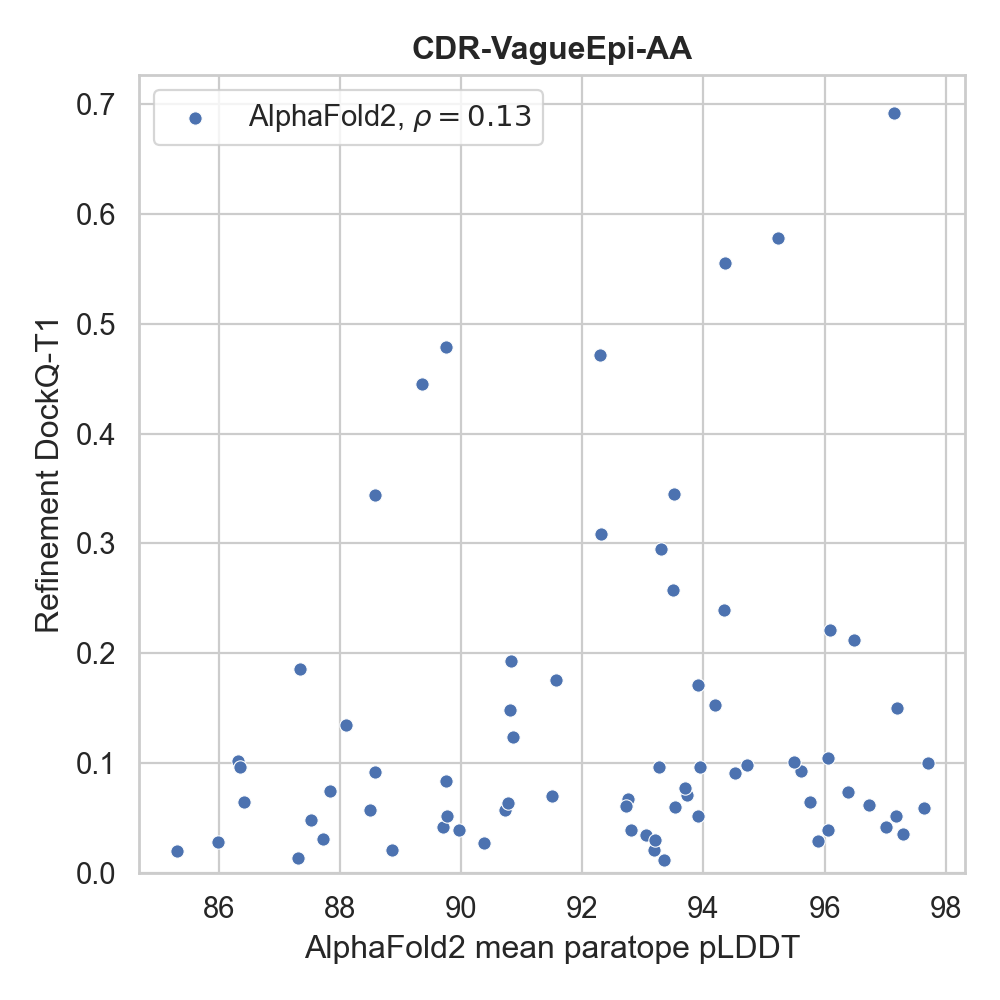 CDR-VagueEpi-AA
AlphaFold2, ρ = 0.13
Refinement DockQ-T1
0.7
0.6
0.5
0.4
0.3
0.2
0.1
0.0
86 88 90 92 94 96 98
AlphaFold2 mean paratope pLDDT